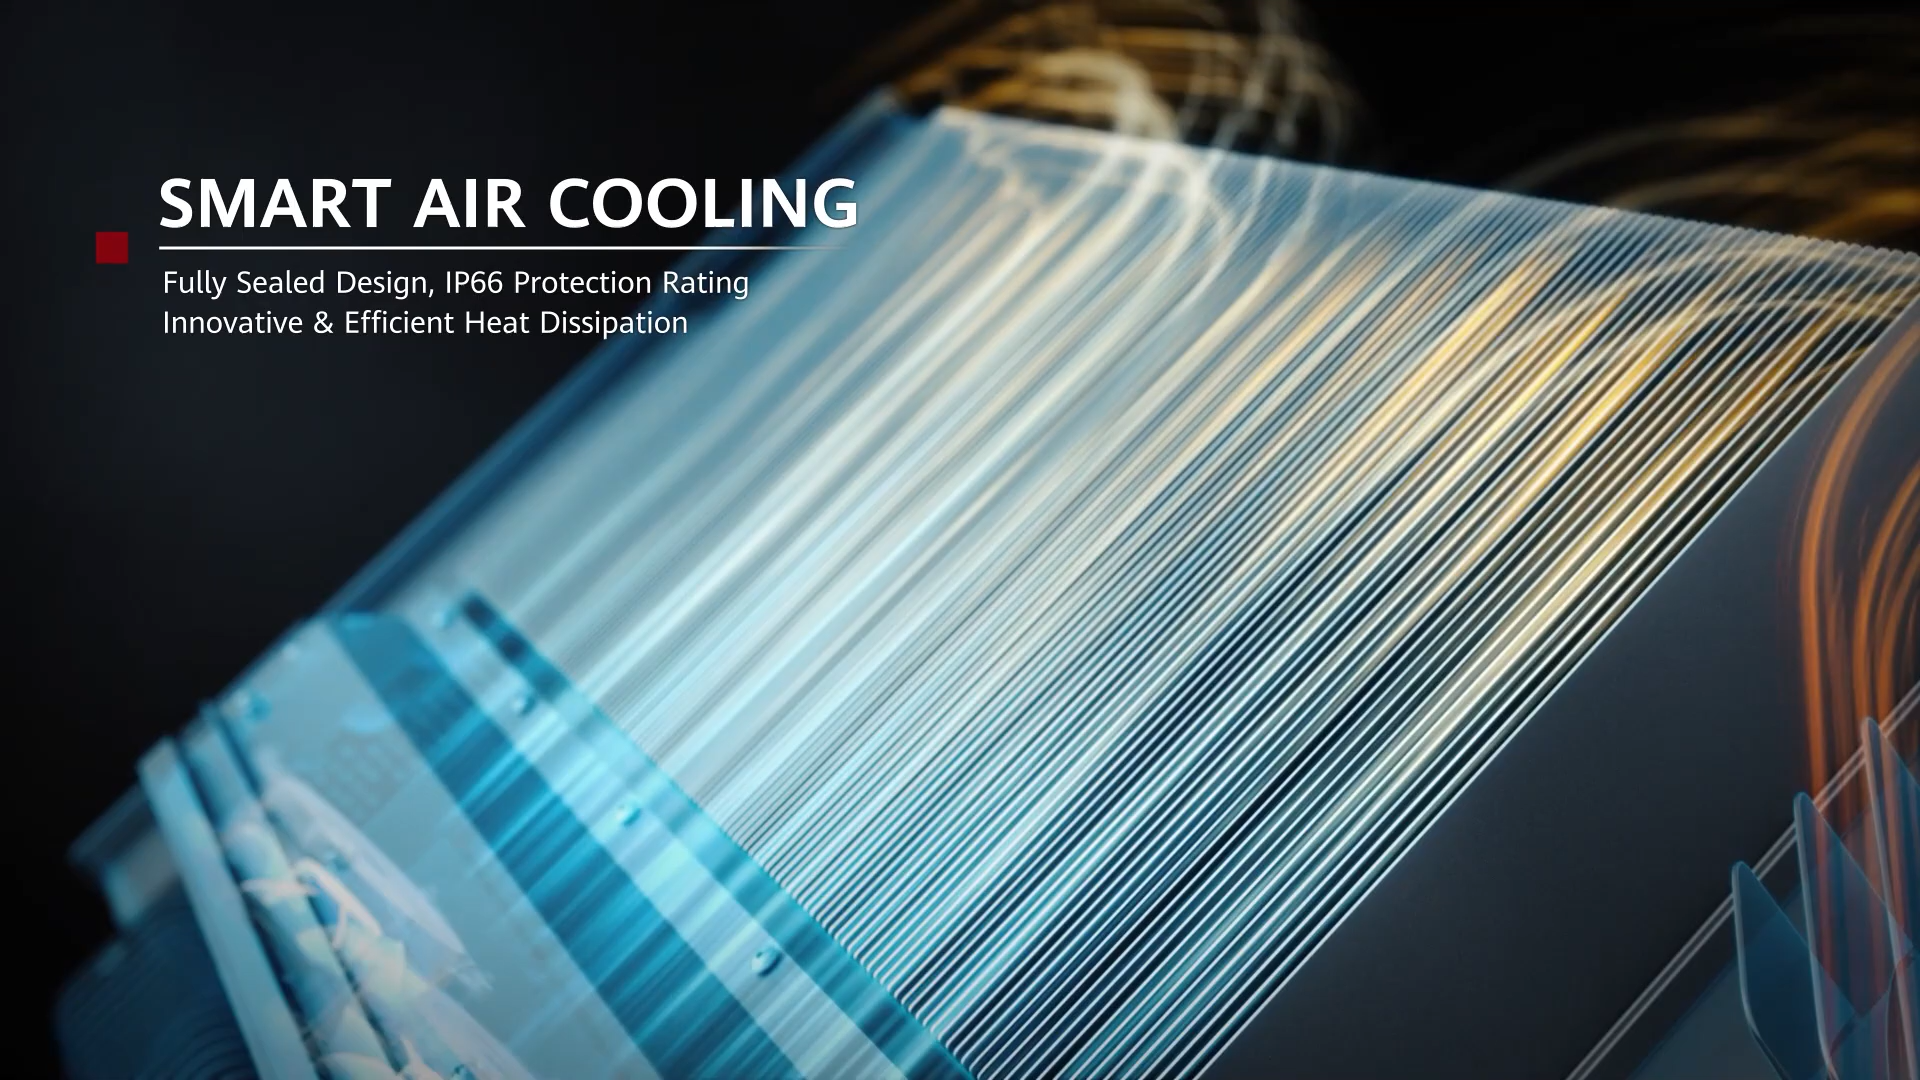 SMART AIR COOLING
Fully Sealed Design, IP66 Protection Rating
Innovative & Efficient Heat Dissipation